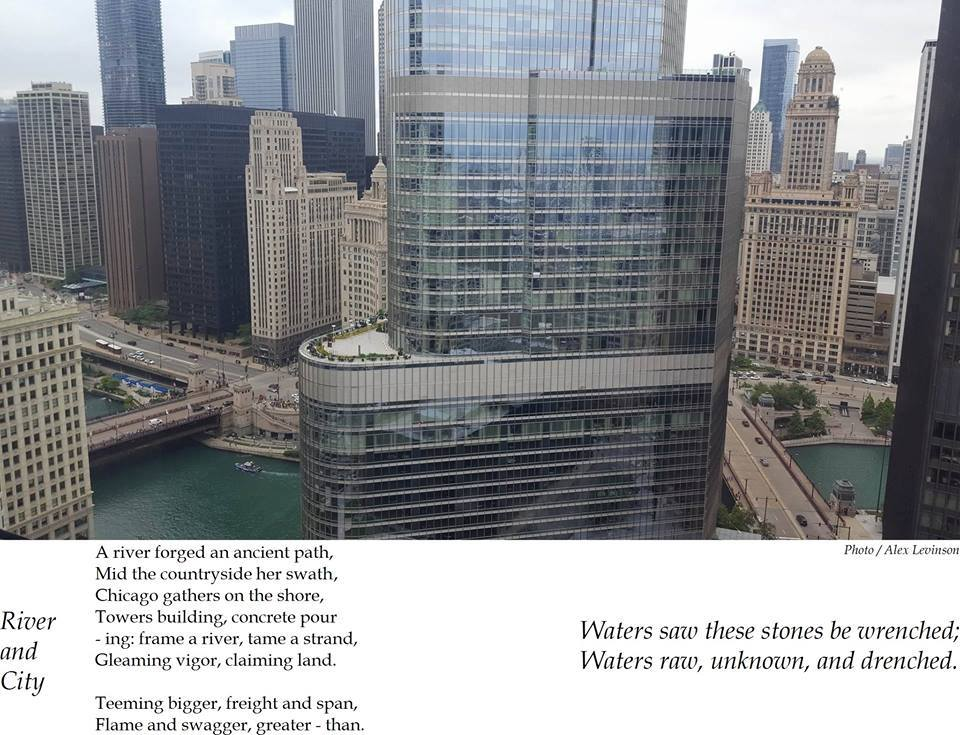 Photo / Alex Levinson
River
and
City
A river forged an ancient path,
Mid the countryside her swath,
Chicago gathers on the shore,
Towers building, concrete pour
- ing: frame a river, tame a strand,
Gleaming vigor, claiming land.
Teeming bigger, freight and span,
Flame and swagger, greater - than.
Waters saw these stones be wrenched;
Waters raw, unknown, and drenched.